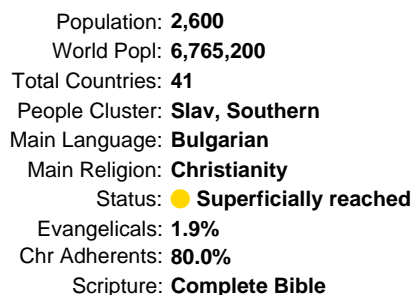 Population: 2,600
World Popl: 6,765,200
Total Countries: 41
People Cluster: Slav, Southern
Main Language: Bulgarian
Main Religion: Christianity
Status: Superficially reached
Evangelicals: 1.9%
Chr Adherents: 80.0%
Scripture: Complete Bible